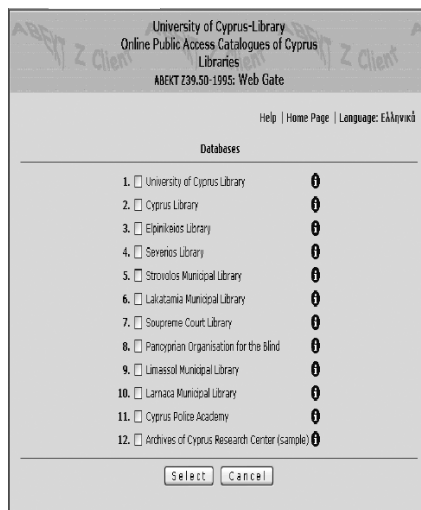 University of Cyprus-Library
Online Public Access Catalogues of Cyprus
Libraries
ABEKT Z39.50-1995: Web Gate
Help | Home Page | Language: Ελληνικά
Databases
1. University of Cyprus Library
2. Cyprus Library
3. Elpinikeios Library
4. Severios Library
5. Strovolos Municipal Library
6. Lakatamia Municipal Library
7. Soupreme Court Library
8. Pancyprian Organisation for the Blind
9. Limassol Municipal Library
10. Larnaca Municipal Library
11. Cyprus Police Academy
12. Archives of Cyprus Research Center (sample)
Select Cancel